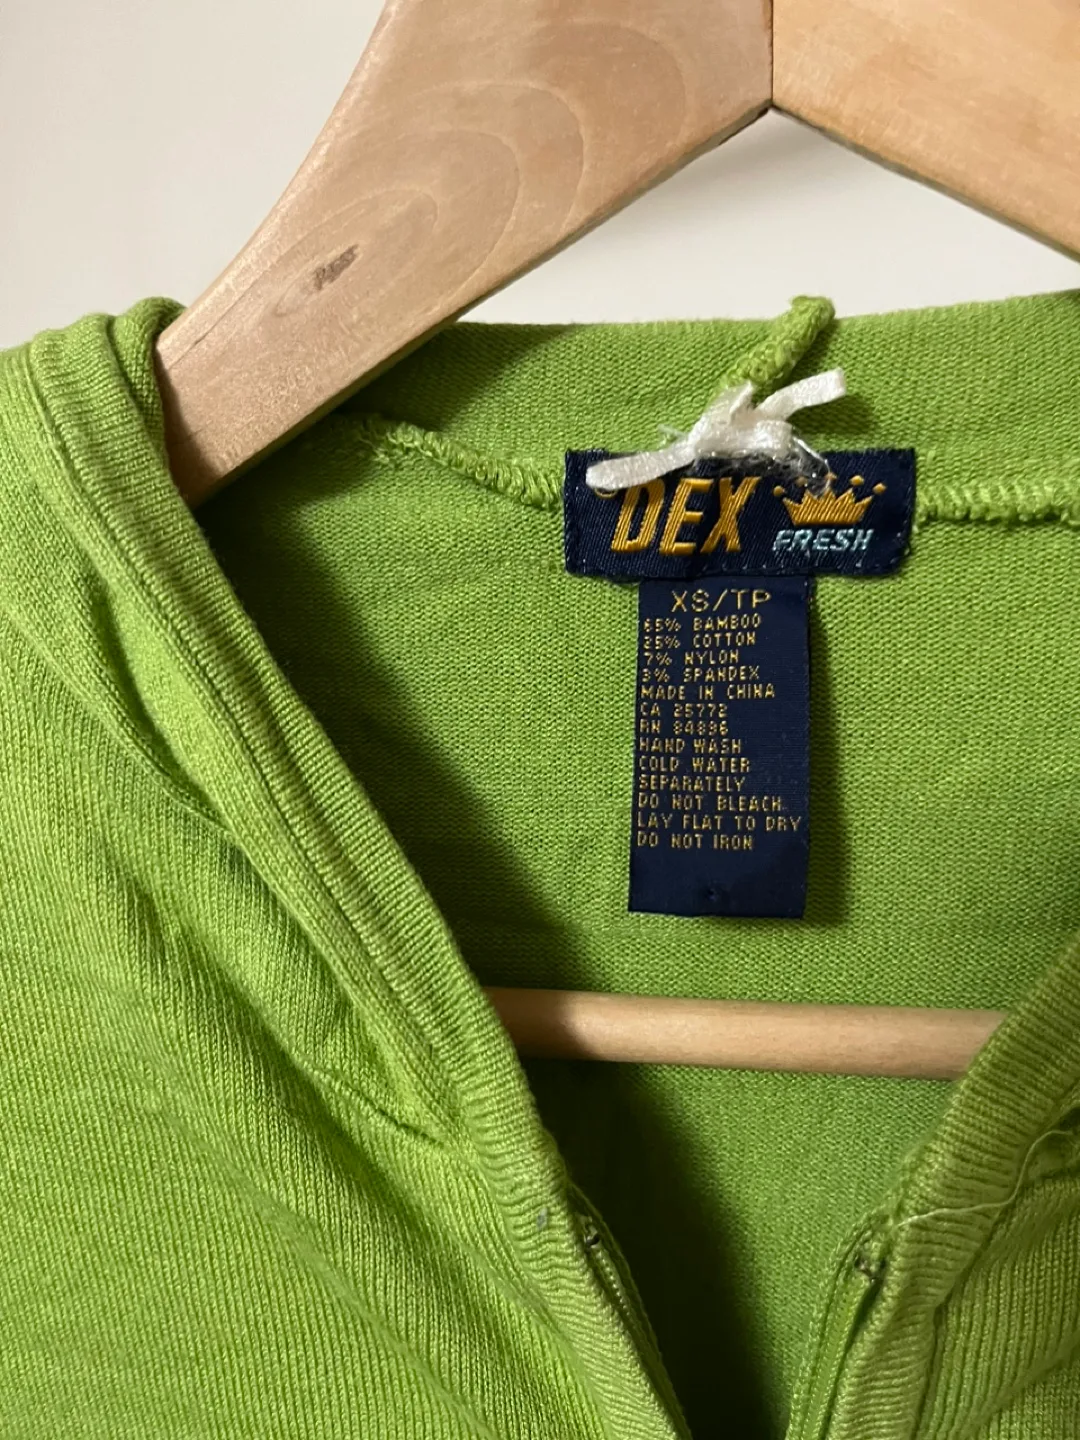 DEX
FRESH
XS/TP
65% BAMBOO
25% COTTON
7% NYLON
3% SPANDEX
MADE IN CHINA
CA 25772
RN 84836
HAND WASH
COLD WATER
SEPARATELY
DO NOT BLEACH
LAY FLAT TO DRY
DO NOT IRON